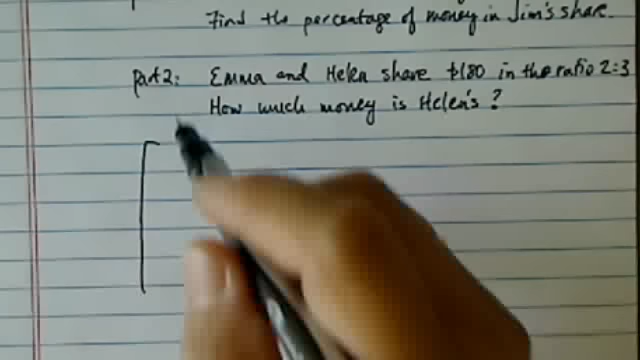 Find the percentage of money in Jim's share.
part 2: Emma and Helen share $180 in the ratio 2:3
How much money is Helen's?